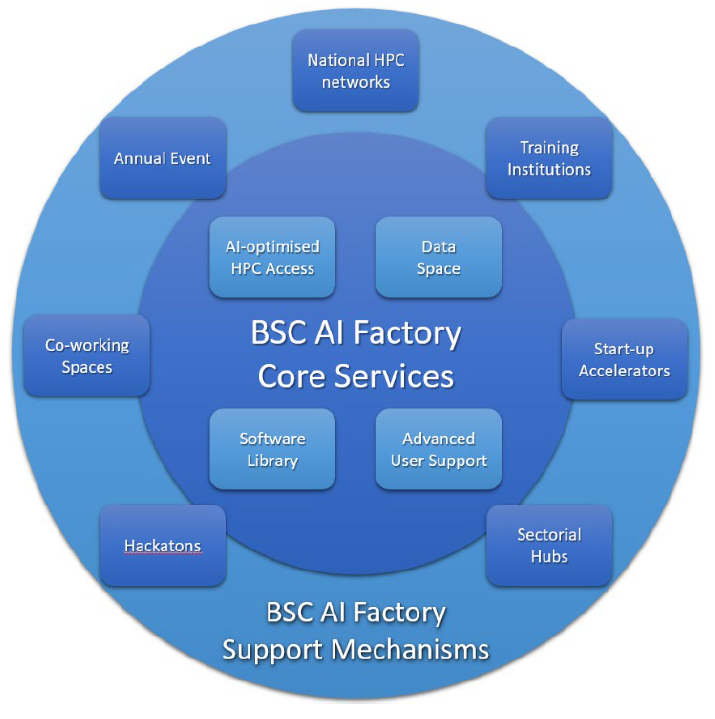 National HPC
networks
Annual Event
Training
Institutions
AI-optimised
HPC Access
Data
Space
BSC AI Factory
Core Services
Co-working
Spaces
Start-up
Accelerators
Software
Library
Advanced
User Support
Hackatons
Sectorial
Hubs
BSC AI Factory
Support Mechanisms